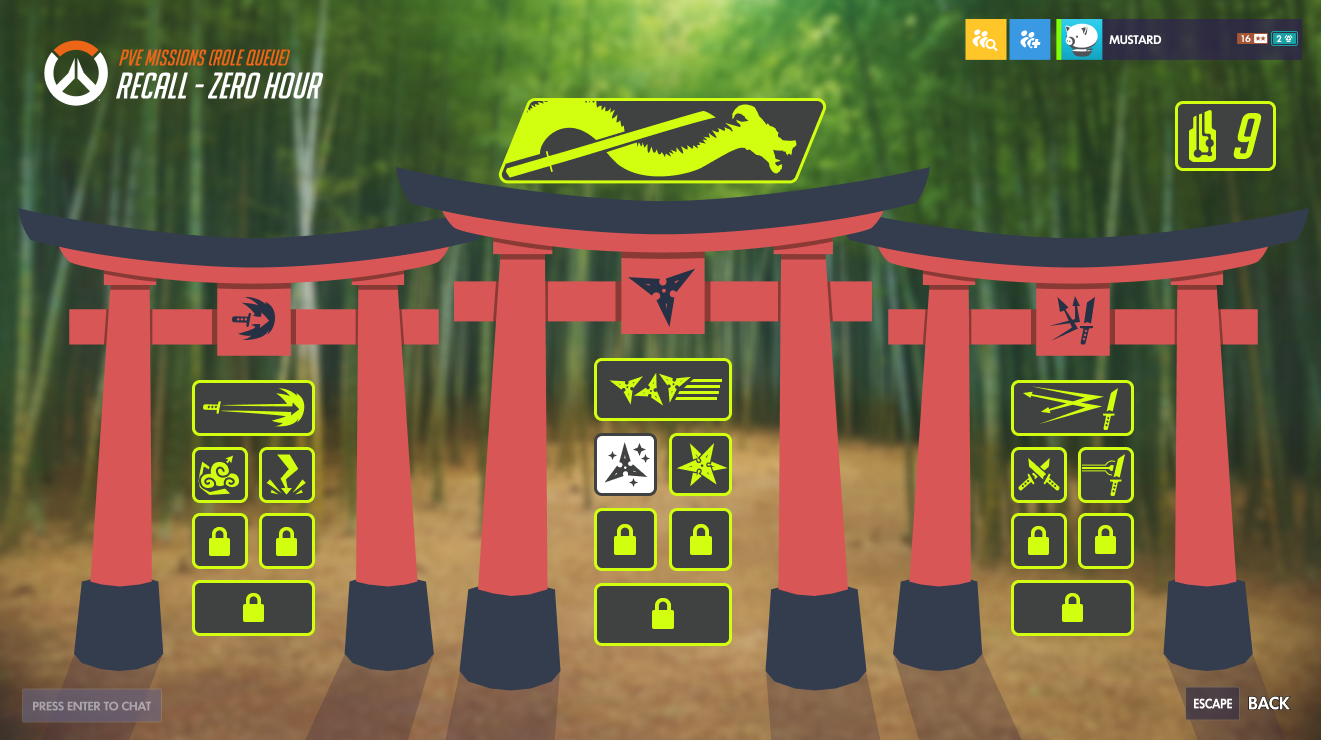 PVE MISSIONS (ROLE QUEUE)
RECALL - ZERO HOUR
MUSTARD
16
2
9
PRESS ENTER TO CHAT
ESCAPE
BACK